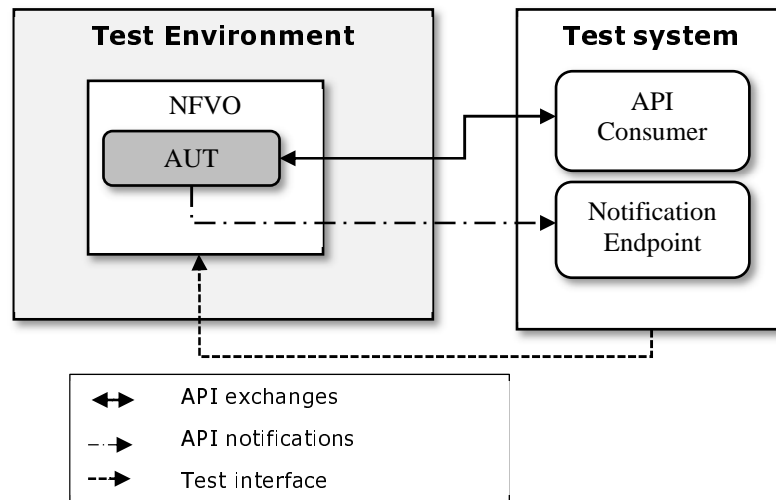 Test Environment
Test system
NFVO
AUT
API
Consumer
Notification
Endpoint
API exchanges
API notifications
Test interface